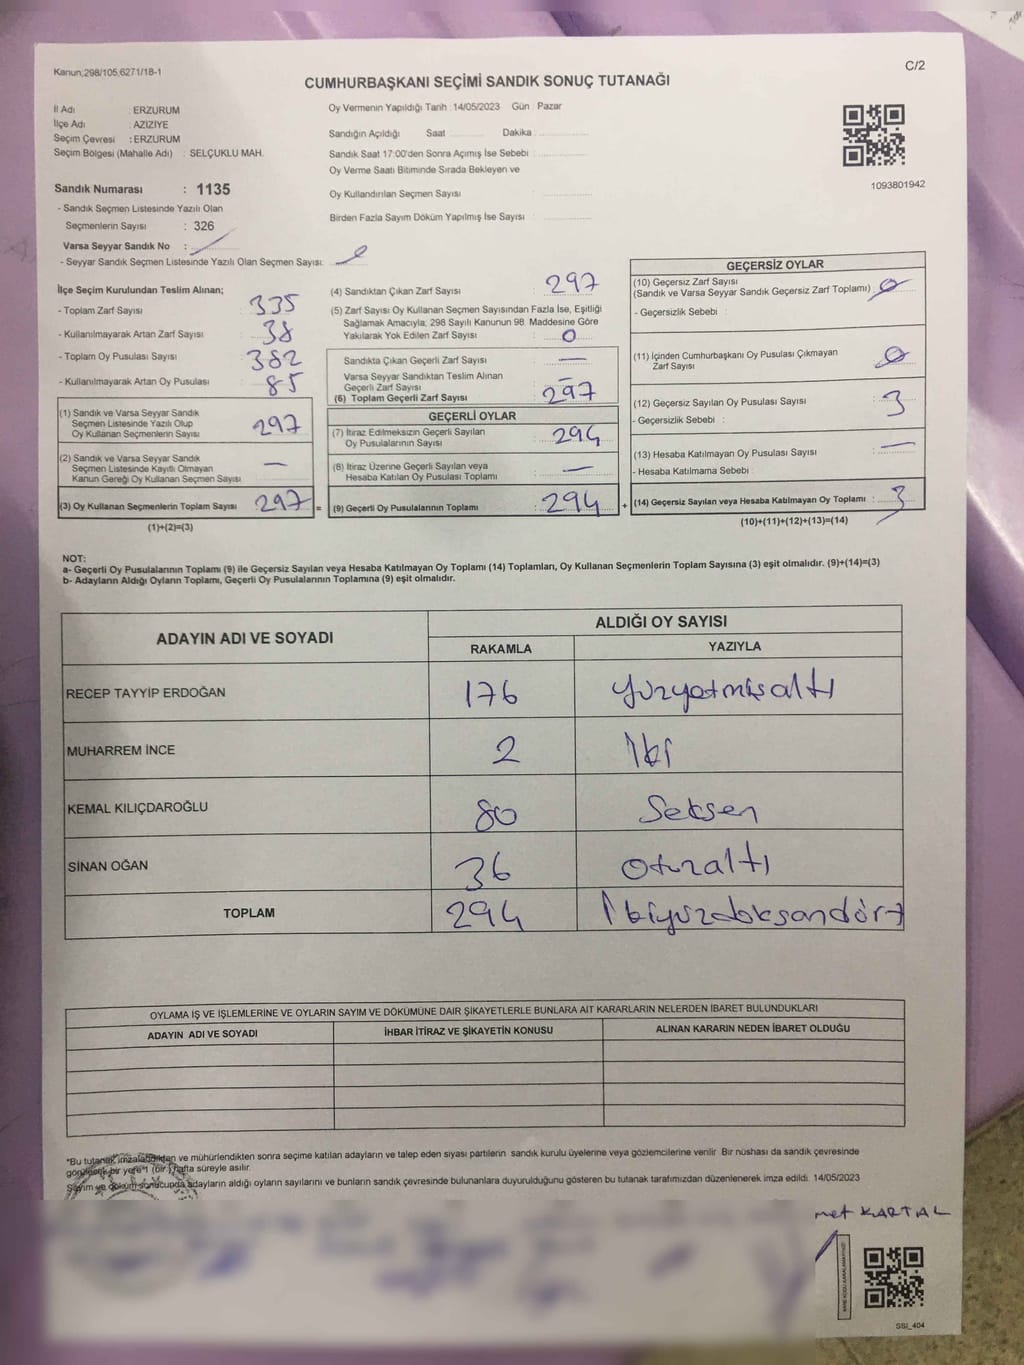 Kanun,298/105,6271/18-1
C/2
CUMHURBAŞKANI SEÇİMİ SANDIK SONUÇ TUTANAĞI
İl Adı : ERZURUM
İlçe Adı : AZİZİYE
Seçim Çevresi : ERZURUM
Seçim Bölgesi (Mahalle Adı) : SELÇUKLU MAH.
Sandık Numarası : 1135
- Sandık Seçmen Listesinde Yazılı Olan
Seçmenlerin Sayısı : 326
Varsa Seyyar Sandık No :
- Seyyar Sandık Seçmen Listesinde Yazılı Olan Seçmen Sayısı:
Oy Vermenin Yapıldığı Tarih : 14/05/2023 Gün : Pazar
Sandığın Açıldığı Saat Dakika
Sandık Saat 17:00'den Sonra Açımış İse Sebebi :
Oy Verme Saati Bitiminde Sırada Bekleyen ve
Oy Kullandırılan Seçmen Sayısı
Birden Fazla Sayım Döküm Yapılmış İse Sayısı :
1093801942
İlçe Seçim Kurulundan Teslim Alınan;
- Toplam Zarf Sayısı : 335
- Kullanılmayarak Artan Zarf Sayısı : 38
- Toplam Oy Pusulası Sayısı : 382
- Kullanılmayarak Artan Oy Pusulası : 85
(1) Sandık ve Varsa Seyyar Sandık
Seçmen Listesinde Yazılı Olup
Oy Kullanan Seçmenlerin Sayısı : 297
(2) Sandık ve Varsa Seyyar Sandık
Seçmen Listesinde Kayıtlı Olmayan
Kanun Gereği Oy Kullanan Seçmen Sayısı : —
(3) Oy Kullanan Seçmenlerin Toplam Sayısı : 297 =
(1)+(2)=(3)
(4) Sandıktan Çıkan Zarf Sayısı : 297
(5) Zarf Sayısı Oy Kullanan Seçmen Sayısından Fazla İse, Eşitliği
Sağlamak Amacıyla; 298 Sayılı Kanunun 98. Maddesine Göre
Yakılarak Yok Edilen Zarf Sayısı : 0
Sandıkta Çıkan Geçerli Zarf Sayısı : —
Varsa Seyyar Sandıktan Teslim Alınan
Geçerli Zarf Sayısı : —
(6) Toplam Geçerli Zarf Sayısı : 297
GEÇERLİ OYLAR
(7) İtiraz Edilmeksizin Geçerli Sayılan
Oy Pusulalarının Sayısı : 294
(8) İtiraz Üzerine Geçerli Sayılan veya
Hesaba Katılan Oy Pusulası Toplamı : —
(9) Geçerli Oy Pusulalarının Toplamı : 294 +
GEÇERSİZ OYLAR
(10) Geçersiz Zarf Sayısı
(Sandık ve Varsa Seyyar Sandık Geçersiz Zarf Toplamı) : 0
- Geçersizlik Sebebi :
(11) İçinden Cumhurbaşkanı Oy Pusulası Çıkmayan
Zarf Sayısı : 0
(12) Geçersiz Sayılan Oy Pusulası Sayısı : 3
- Geçersizlik Sebebi :
(13) Hesaba Katılmayan Oy Pusulası Sayısı : —
- Hesaba Katılmama Sebebi :
(14) Geçersiz Sayılan veya Hesaba Katılmayan Oy Toplamı : 3
(10)+(11)+(12)+(13)=(14)
NOT:
a- Geçerli Oy Pusulalarının Toplamı (9) ile Geçersiz Sayılan veya Hesaba Katılmayan Oy Toplamı (14) Toplamları, Oy Kullanan Seçmenlerin Toplam Sayısına (3) eşit olmalıdır. (9)+(14)=(3)
b- Adayların Aldığı Oyların Toplamı, Geçerli Oy Pusulalarının Toplamına (9) eşit olmalıdır.
ADAYIN ADI VE SOYADI ALDIĞI OY SAYISI
RAKAMLA YAZIYLA
RECEP TAYYİP ERDOĞAN 176 Yüzyetmişaltı
MUHARREM İNCE 2 İki
KEMAL KILIÇDAROĞLU 80 Seksen
SİNAN OĞAN 36 Otuzaltı
TOPLAM 294 İkiyüzdoksandört
OYLAMA İŞ VE İŞLEMLERİNE VE OYLARIN SAYIM VE DÖKÜMÜNE DAİR ŞİKAYETLERLE BUNLARA AİT KARARLARIN NELERDEN İBARET BULUNDUKLARI
ADAYIN ADI VE SOYADI İHBAR İTİRAZ VE ŞİKAYETİN KONUSU ALINAN KARARIN NEDEN İBARET OLDUĞU
*Bu tutanak imzalandıktan ve mühürlendikten sonra seçime katılan adayların ve talep eden siyasi partilerin sandık kurulu üyelerine veya gözlemcilerine verilir. Bir nüshası da sandık çevresinde
görülecek bir yere 1 (bir) hafta süreyle asılır.
Sayım ve döküm sonucunda adayların aldığı oyların sayılarını ve bunların sandık çevresinde bulunanlara duyurulduğunu gösteren bu tutanak tarafımızdan düzenlenerek imza edildi. 14/05/2023
met KARTAL
SSI_404